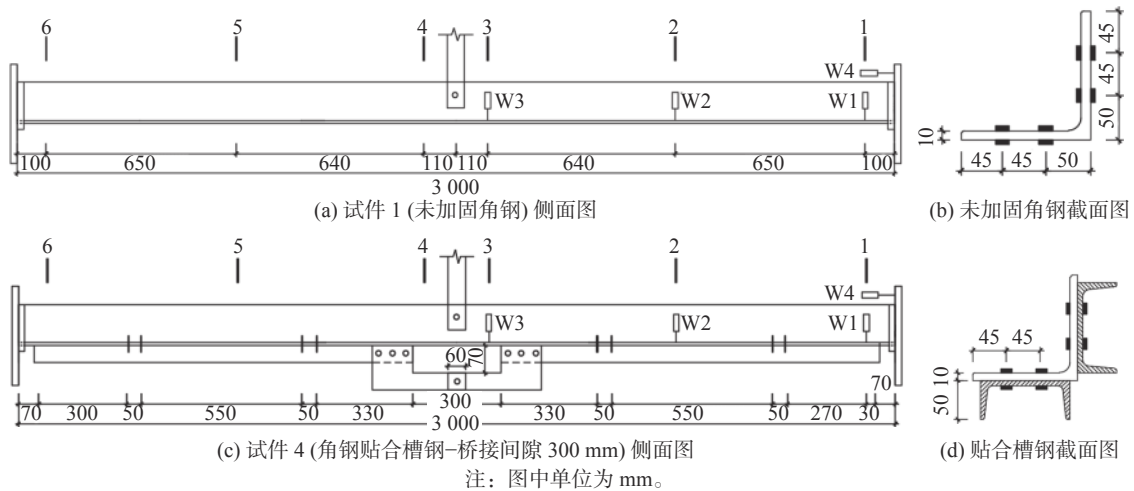 6 5 4 3 2 1
W4
W3 W2 W1
100 650 640 110 110 640 650 100
3 000
(a) 试件 1 (未加固角钢) 侧面图
45
45
50
10
45 45 50
(b) 未加固角钢截面图
6 5 4 3 2 1
W4
W3 W2 W1
60 70
70
70 300 50 550 50 330 300 330 50 550 50 270 30
3 000
(c) 试件 4 (角钢贴合槽钢−桥接间隙 300 mm) 侧面图
45 45
10
50
(d) 贴合槽钢截面图
注：图中单位为 mm。